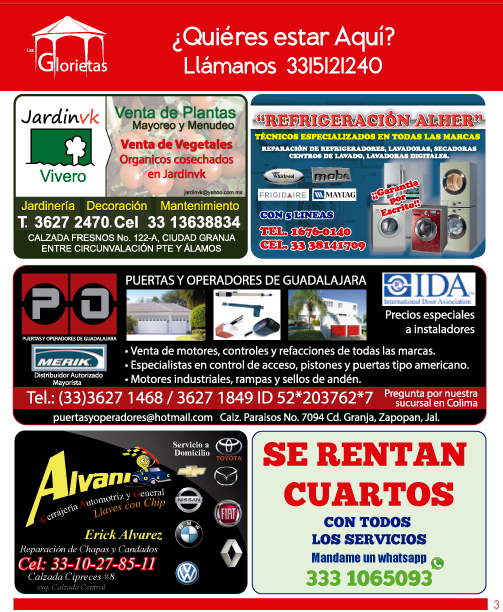 Las
Glorietas
¿Quiéres estar Aquí?
Llámanos 3315121240
Jardinvk
Vivero
Venta de Plantas
Mayoreo y Menudeo
Venta de Vegetales
Organicos cosechados
en Jardinvk
jardinvk@yahoo.com.mx
Jardinería Decoración Mantenimiento
T. 3627 2470. Cel 33 13638834
CALZADA FRESNOS No. 122-A, CIUDAD GRANJA
ENTRE CIRCUNVALACIÓN PTE Y ÁLAMOS
"REFRIGERACIÓN ALHER"
TÉCNICOS ESPECIALIZADOS EN TODAS LAS MARCAS
REPARACIÓN DE REFRIGERADORES, LAVADORAS, SECADORAS
CENTROS DE LAVADO, LAVADORAS DIGITALES.
Whirlpool
mabe
FRIGIDAIRE
MAYTAG
¡¡Garantía
por
Escrito!!
CON 5 LINEAS
TEL. 1676-0140
CEL. 33 38141709
PO
PUERTAS Y OPERADORES DE GUADALAJARA
MERIK
Distribuidor Autorizado
Mayorista
PUERTAS Y OPERADORES DE GUADALAJARA
IDA
International Door Association
Precios especiales
a instaladores
• Venta de motores, controles y refacciones de todas las marcas.
• Especialistas en control de acceso, pistones y puertas tipo americano.
• Motores industriales, rampas y sellos de andén.
Tel.: (33)3627 1468 / 3627 1849 ID 52*203762*7
Pregunta por nuestra
sucursal en Colima
puertasyoperadores@hotmail.com Calz. Paraisos No. 7094 Cd. Granja, Zapopan, Jal.
Alvani
Cerrajería Automotriz y General
Llaves con Chip
Servicio a
Domicilio
TOYOTA
NISSAN
FIAT
Erick Alvarez
Reparación de Chapas y Candados
Cel: 33-10-27-85-11
Calzada Cipreces #8
esq. Calzada Central
SE RENTAN
CUARTOS
CON TODOS
LOS SERVICIOS
Mandame un whatsapp
333 1065093
3